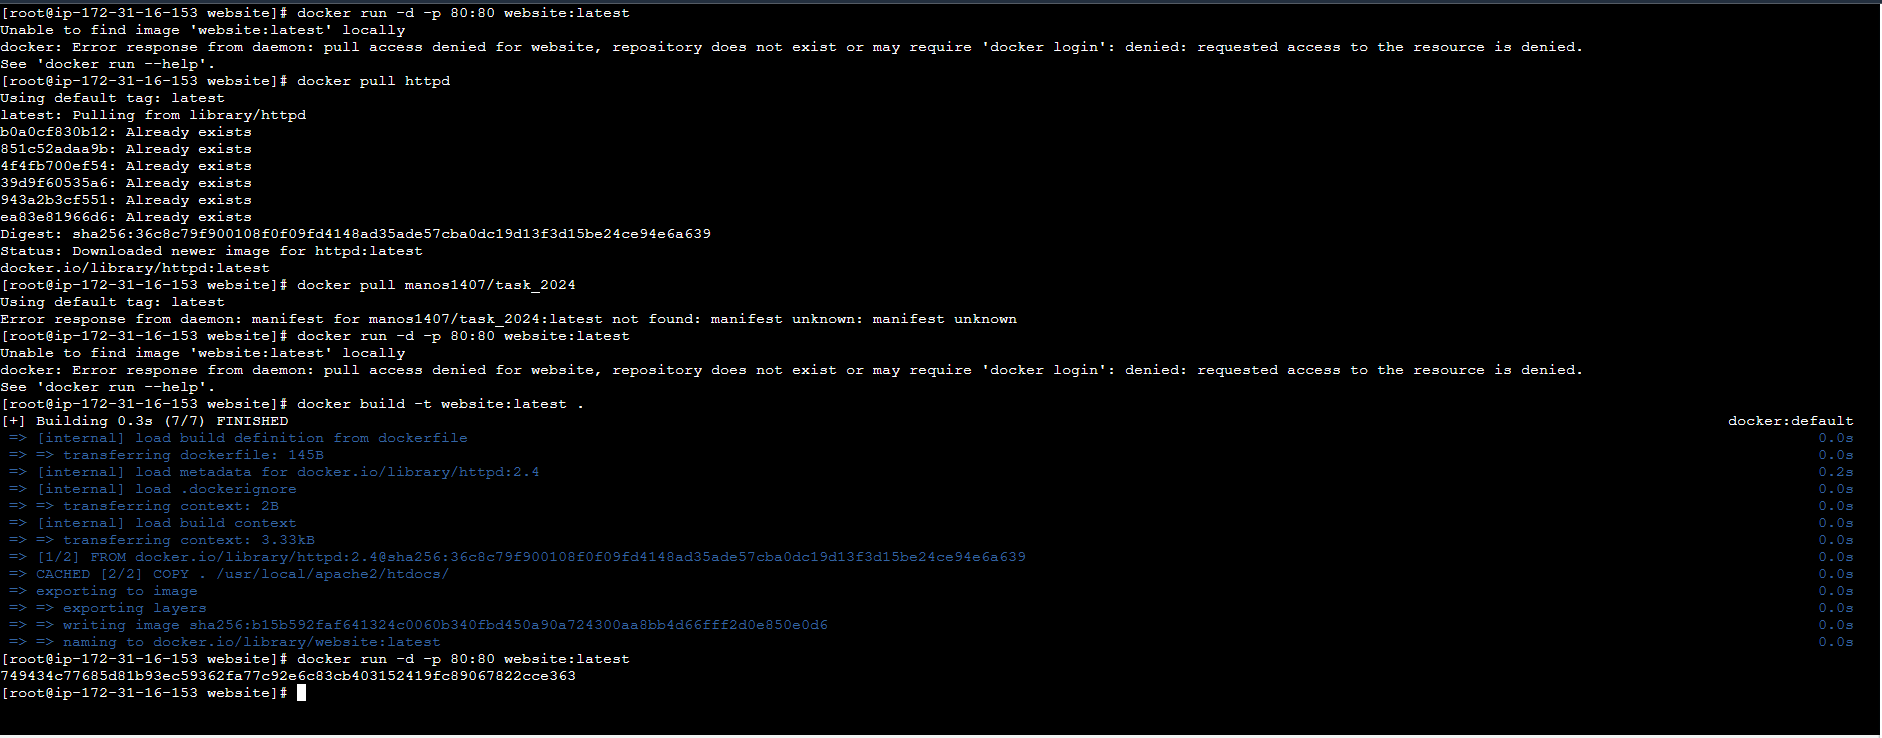 [root@ip-172-31-16-153 website]# docker run -d -p 80:80 website:latest
Unable to find image 'website:latest' locally
docker: Error response from daemon: pull access denied for website, repository does not exist or may require 'docker login': denied: requested access to the resource is denied.
See 'docker run --help'.
[root@ip-172-31-16-153 website]# docker pull httpd
Using default tag: latest
latest: Pulling from library/httpd
b0a0cf830b12: Already exists
851c52adaa9b: Already exists
4f4fb700ef54: Already exists
39d9f60535a6: Already exists
943a2b3cf551: Already exists
ea83e81966d6: Already exists
Digest: sha256:36c8c79f900108f0f09fd4148ad35ade57cba0dc19d13f3d15be24ce94e6a639
Status: Downloaded newer image for httpd:latest
docker.io/library/httpd:latest
[root@ip-172-31-16-153 website]# docker pull manos1407/task_2024
Using default tag: latest
Error response from daemon: manifest for manos1407/task_2024:latest not found: manifest unknown: manifest unknown
[root@ip-172-31-16-153 website]# docker run -d -p 80:80 website:latest
Unable to find image 'website:latest' locally
docker: Error response from daemon: pull access denied for website, repository does not exist or may require 'docker login': denied: requested access to the resource is denied.
See 'docker run --help'.
[root@ip-172-31-16-153 website]# docker build -t website:latest .
[+] Building 0.3s (7/7) FINISHED docker:default
=> [internal] load build definition from dockerfile 0.0s
=> => transferring dockerfile: 145B 0.0s
=> [internal] load metadata for docker.io/library/httpd:2.4 0.2s
=> [internal] load .dockerignore 0.0s
=> => transferring context: 2B 0.0s
=> [internal] load build context 0.0s
=> => transferring context: 3.33kB 0.0s
=> [1/2] FROM docker.io/library/httpd:2.4@sha256:36c8c79f900108f0f09fd4148ad35ade57cba0dc19d13f3d15be24ce94e6a639 0.0s
=> CACHED [2/2] COPY . /usr/local/apache2/htdocs/ 0.0s
=> exporting to image 0.0s
=> => exporting layers 0.0s
=> => writing image sha256:b15b592faf641324c0060b340fbd450a90a724300aa8bb4d66fff2d0e850e0d6 0.0s
=> => naming to docker.io/library/website:latest 0.0s
[root@ip-172-31-16-153 website]# docker run -d -p 80:80 website:latest
749434c77685d81b93ec59362fa77c92e6c83cb403152419fc89067822cce363
[root@ip-172-31-16-153 website]#